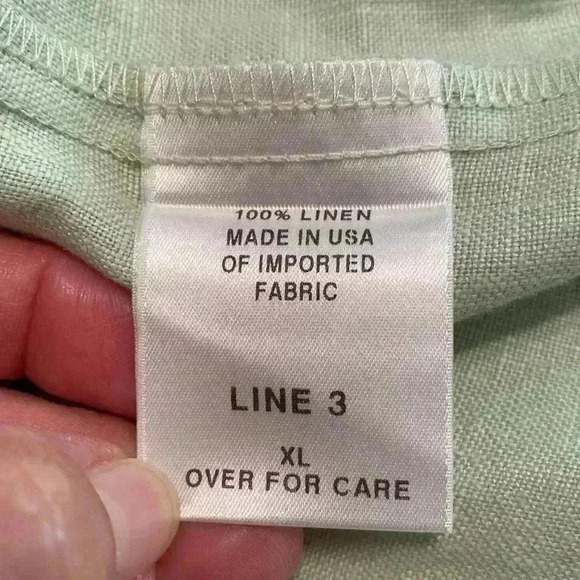 100% LINEN
MADE IN USA
OF IMPORTED
FABRIC
LINE 3
XL
OVER FOR CARE